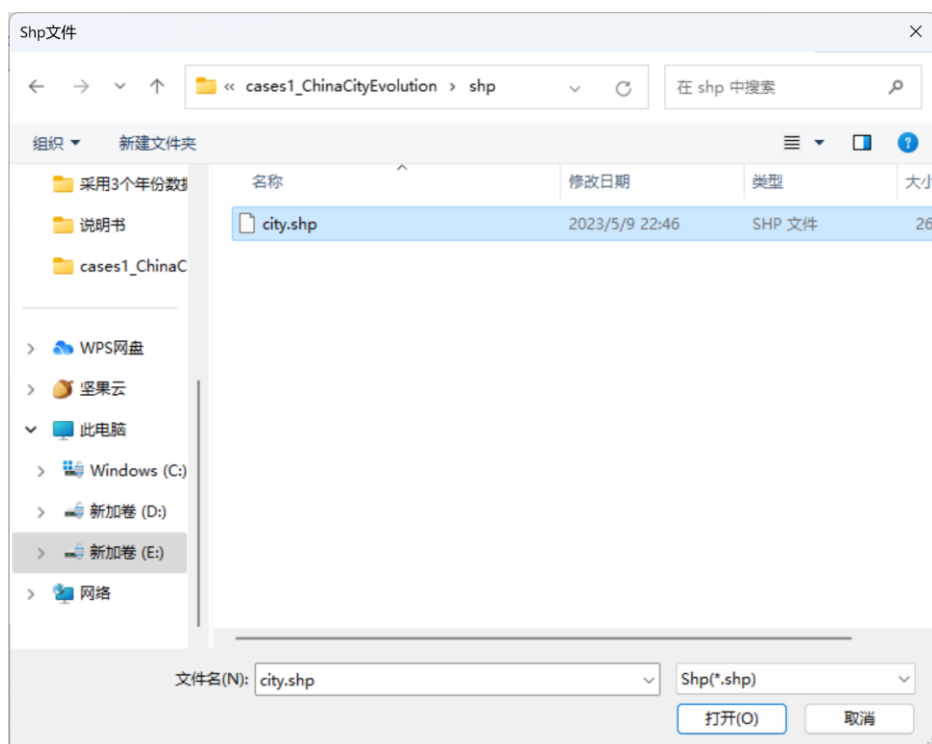 Shp文件
« cases1_ChinaCityEvolution › shp
在 shp 中搜索
组织
新建文件夹
名称 修改日期 类型 大小
采用3个年份数据
city.shp 2023/5/9 22:46 SHP 文件 26
说明书
cases1_ChinaC
WPS网盘
坚果云
此电脑
Windows (C:)
新加卷 (D:)
新加卷 (E:)
网络
文件名(N): city.shp Shp(*.shp)
打开(O) 取消